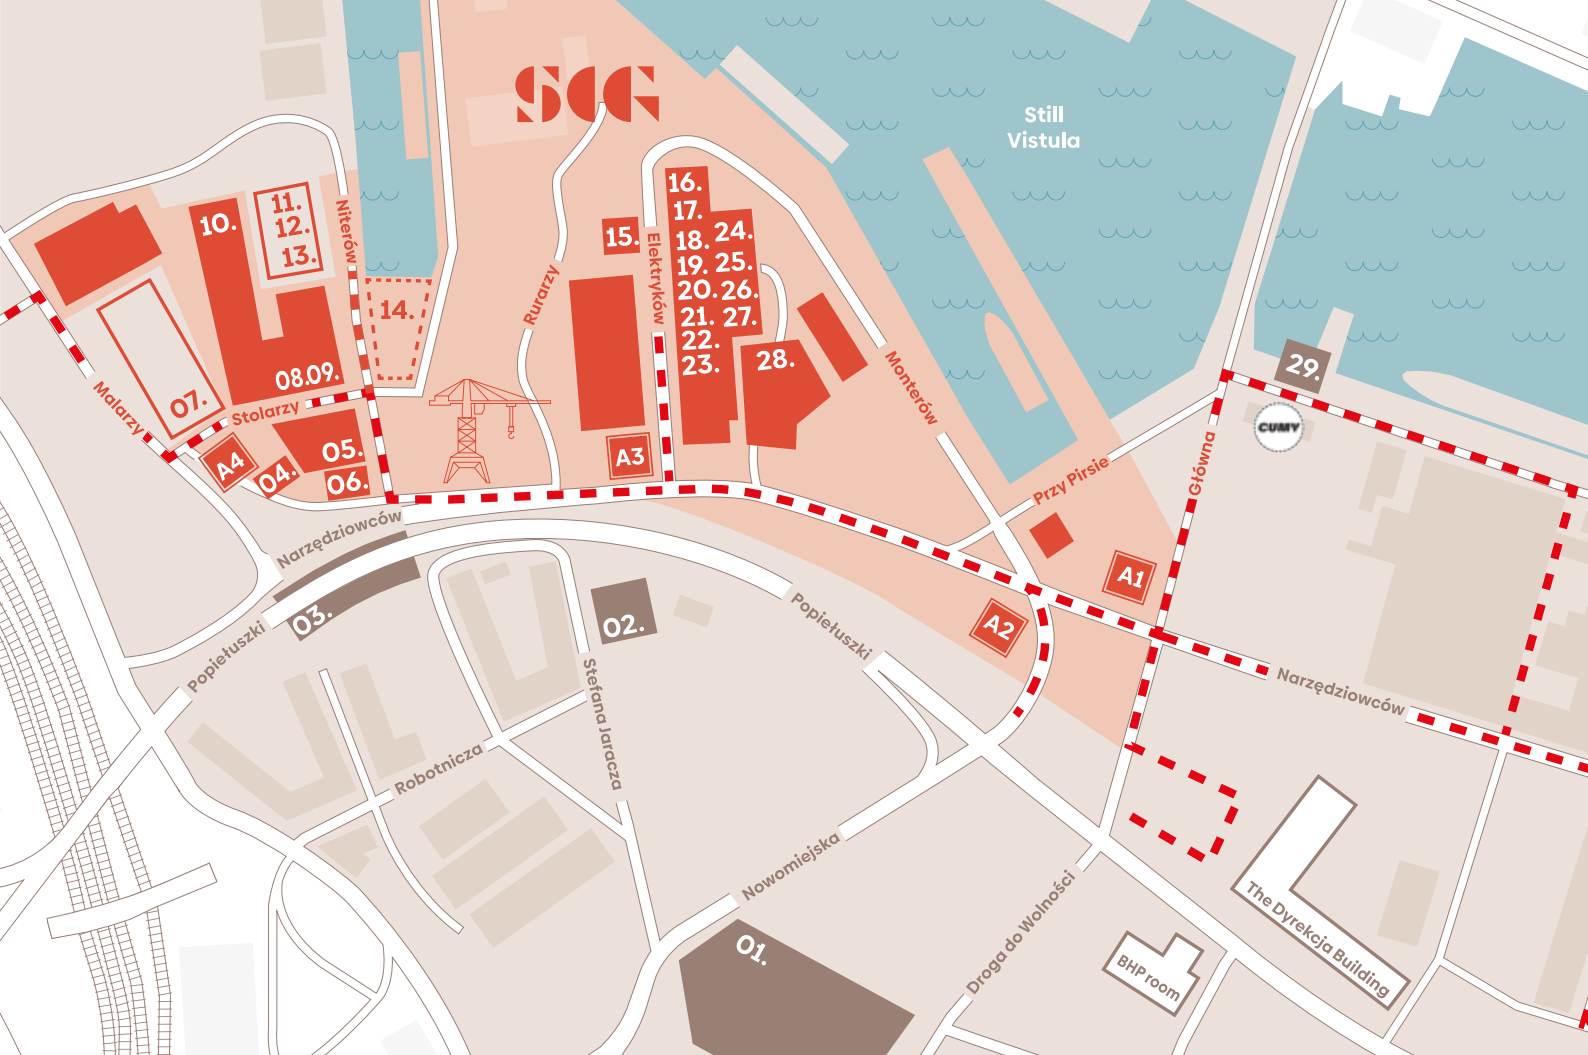 SCG
Still
Vistula
16.
17.
18.
24.
19.
25.
20.
26.
21.
27.
22.
23.
28.
15.
11.
12.
13.
10.
14.
08.09.
07.
05.
06.
04.
A4
A3
29.
CUMY
A1
A2
03.
02.
01.
Niterów
Elektryków
Rurarzy
Monterów
Malarzy
Stolarzy
Przy Pirsie
Główna
Narzędziowców
Popiełuszki
Popiełuszki
Narzędziowców
Stefana Jaracza
Robotnicza
Nowomiejska
Droga do Wolności
BHP room
The Dyrekcja Building